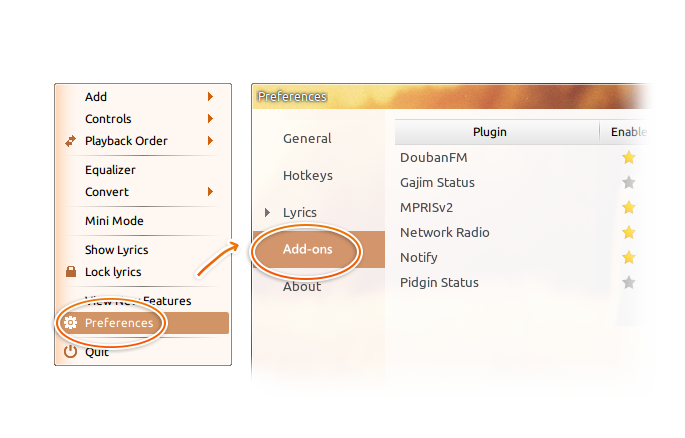 Add
Controls
Playback Order
Equalizer
Convert
Mini Mode
Show Lyrics
Lock lyrics
View New Features
Preferences
Quit
Preferences
General
Hotkeys
Lyrics
Add-ons
About
Plugin Enable
DoubanFM
Gajim Status
MPRISv2
Network Radio
Notify
Pidgin Status